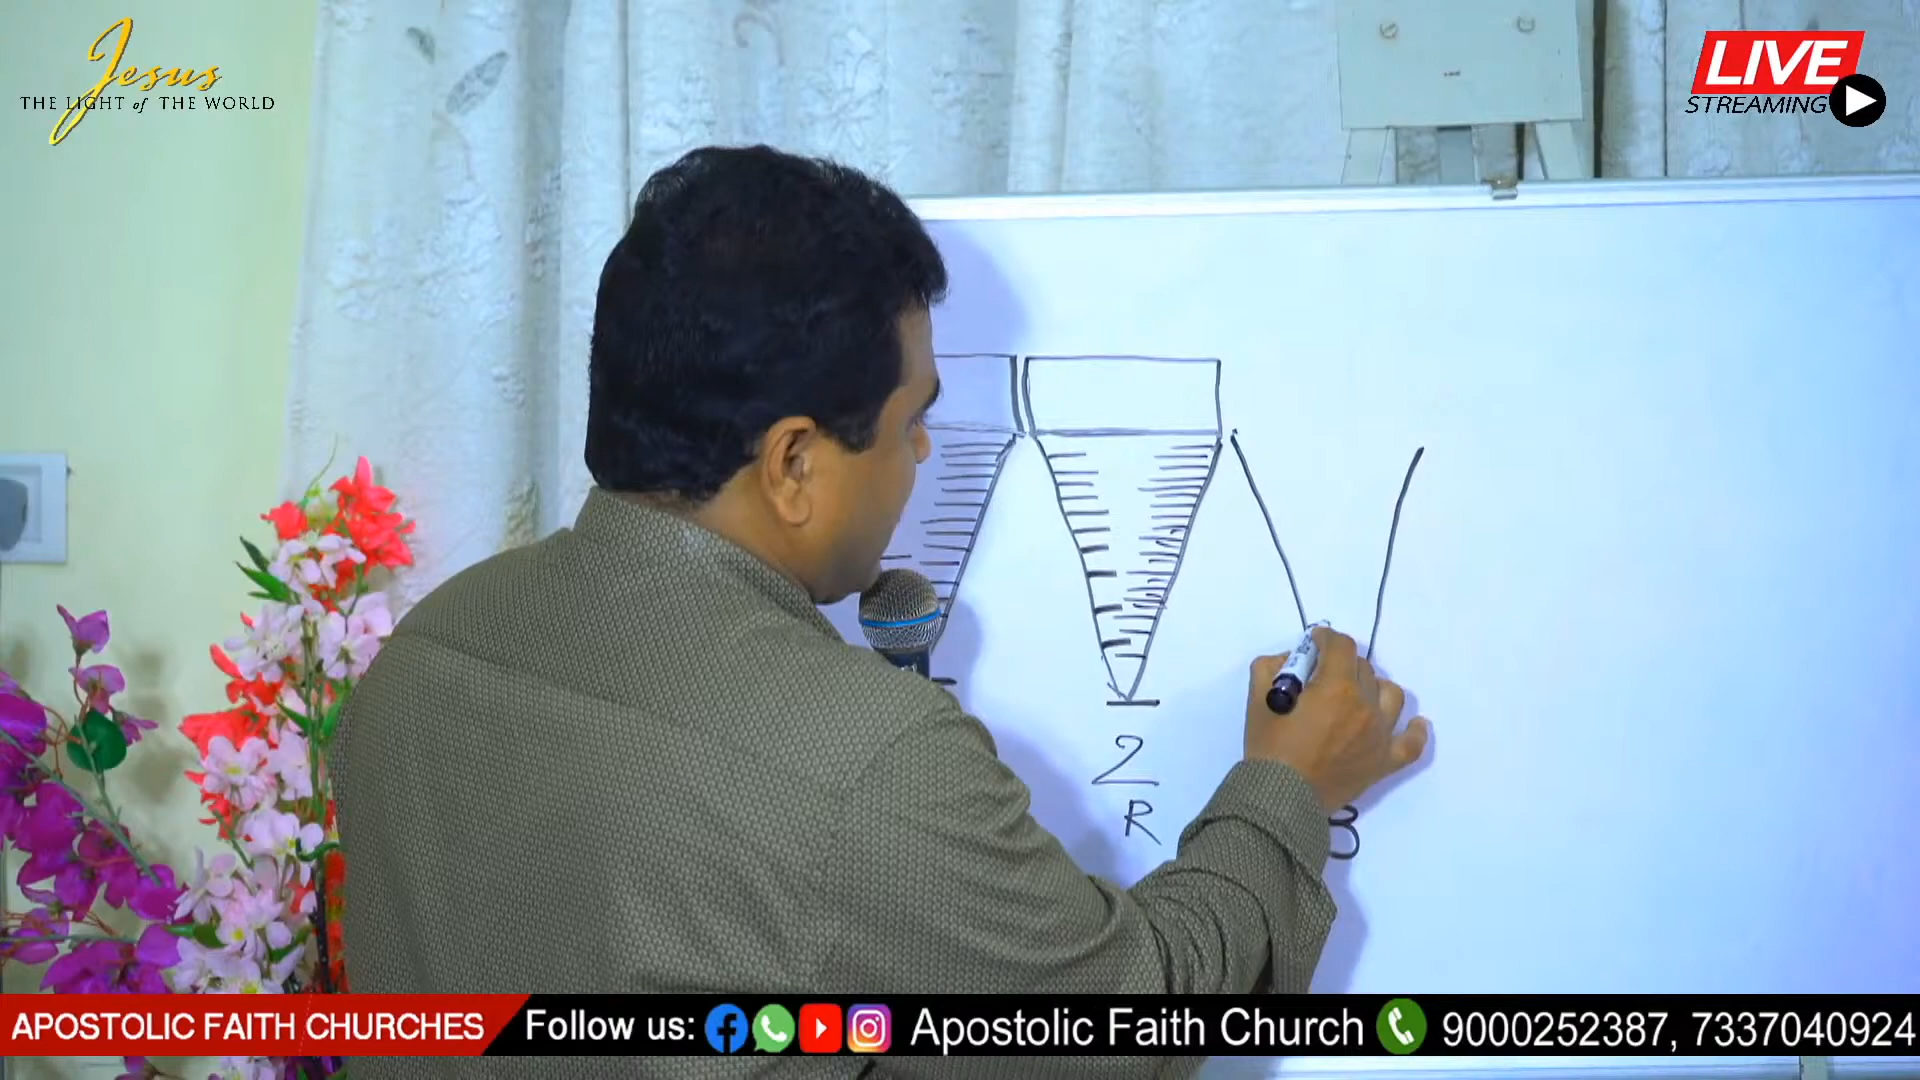 Jesus
THE LIGHT of THE WORLD
LIVE
STREAMING
2
R
3
APOSTOLIC FAITH CHURCHES
Follow us:
Apostolic Faith Church
9000252387, 7337040924